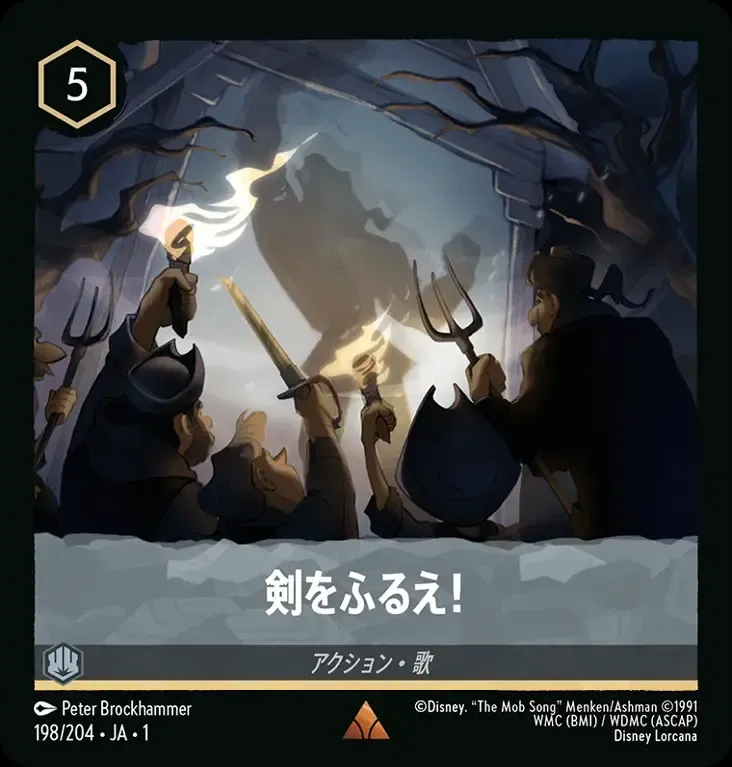 5
剣をふるえ!
アクション・歌
Peter Brockhammer
198/204 • JA • 1
©Disney. “The Mob Song” Menken/Ashman ©1991
WMC (BMI) / WDMC (ASCAP)
Disney Lorcana